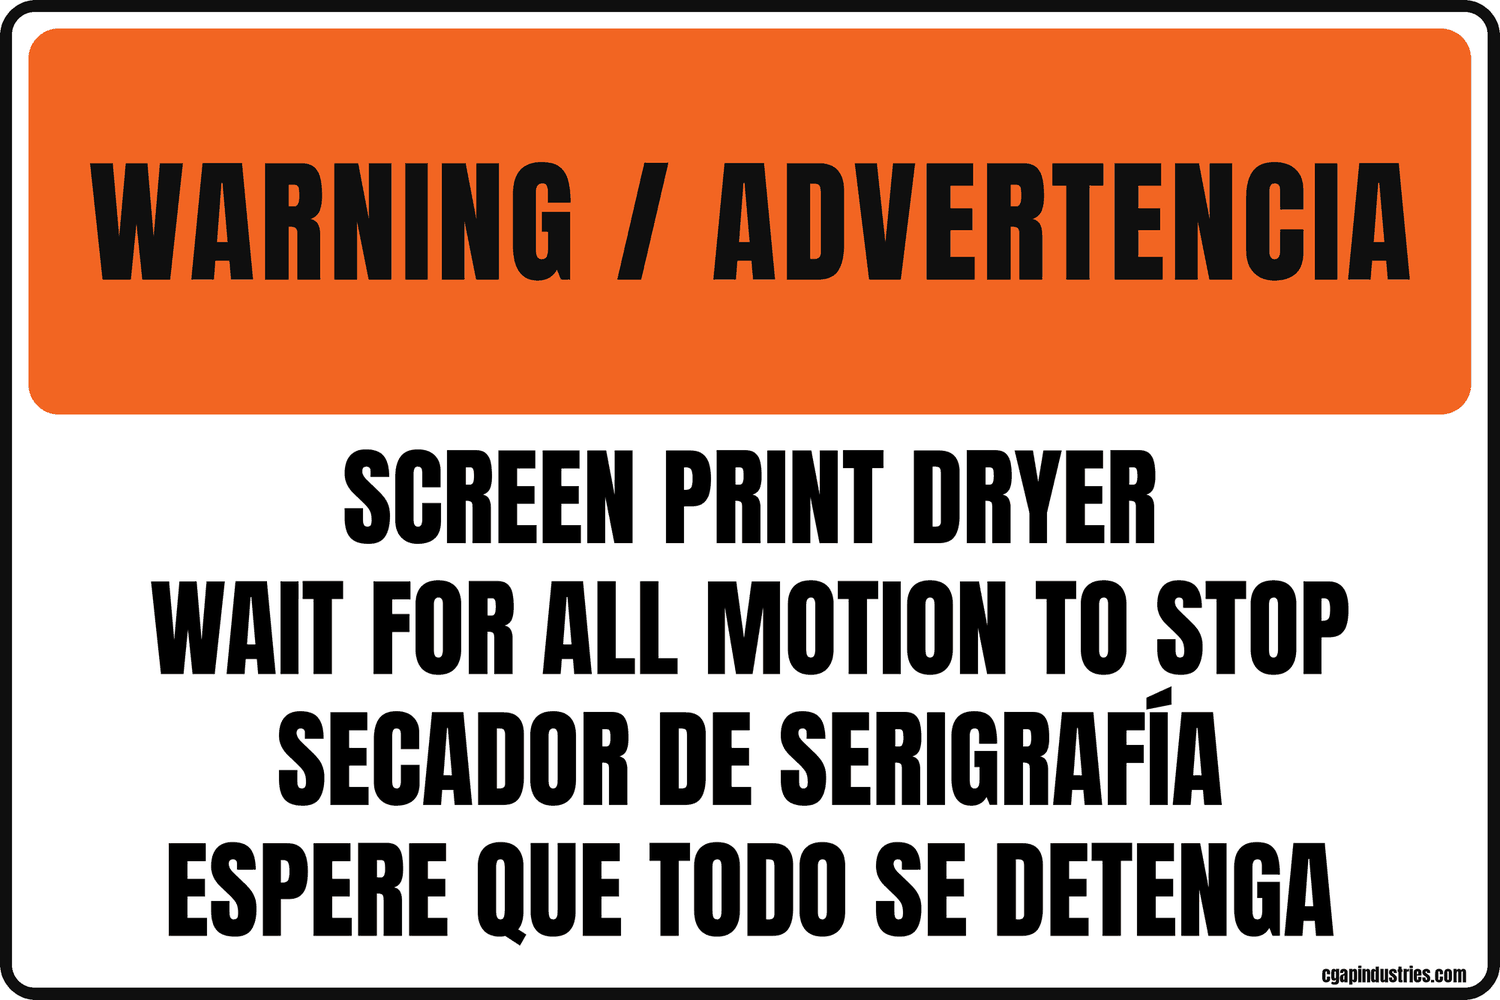 WARNING / ADVERTENCIA
SCREEN PRINT DRYER
WAIT FOR ALL MOTION TO STOP
SECADOR DE SERIGRAFÍA
ESPERE QUE TODO SE DETENGA
cgapindustries.com